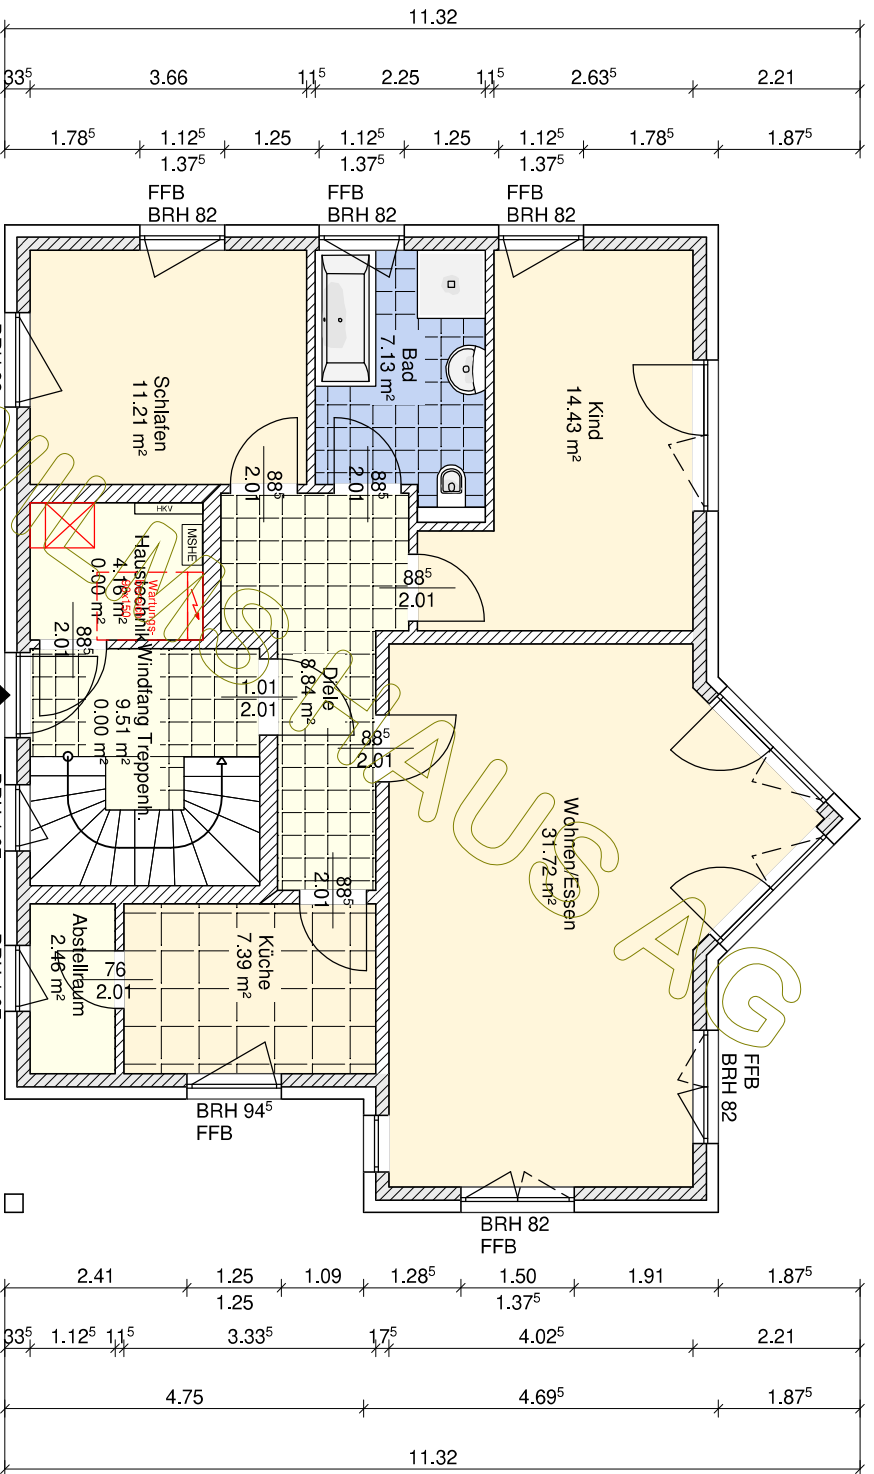 11.32
33⁵ 3.66 11⁵ 2.25 11⁵ 2.63⁵ 2.21
1.78⁵ 1.12⁵ 1.25 1.12⁵ 1.25 1.12⁵ 1.78⁵ 1.87⁵
1.37⁵ 1.37⁵ 1.37⁵
FFB
BRH 82
FFB
BRH 82
FFB
BRH 82
Schlafen
11.21 m²
Bad
7.13 m²
Kind
14.43 m²
88⁵
2.01
88⁵
2.01
88⁵
2.01
HKV
MSHE
Haustechnik
4.16 m²
0.00 m²
Wartungs-
90x150
88⁵
2.01
Windfang Treppenh.
9.51 m²
0.00 m²
1.01
2.01
Diele
8.84 m²
88⁵
2.01
Wohnen/Essen
31.72 m²
88⁵
2.01
Abstellraum
2.46 m²
76
2.01
Küche
7.39 m²
HAUS AG
FFB
BRH 82
BRH 94⁵
FFB
BRH 82
FFB
2.41 1.25 1.09 1.28⁵ 1.50 1.91 1.87⁵
1.25 1.37⁵
33⁵ 1.12⁵ 11⁵ 3.33⁵ 17⁵ 4.02⁵ 2.21
4.75 4.69⁵ 1.87⁵
11.32